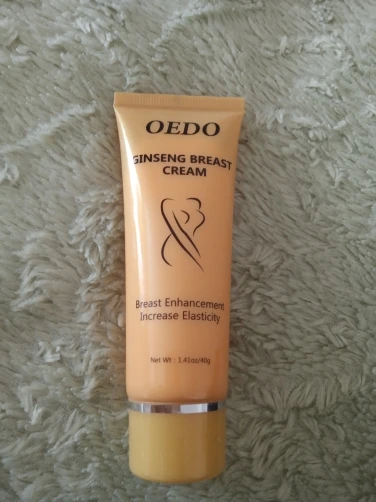 OEDO
GINSENG BREAST
CREAM
Breast Enhancement
Increase Elasticity
Net Wt : 1.41oz/40g